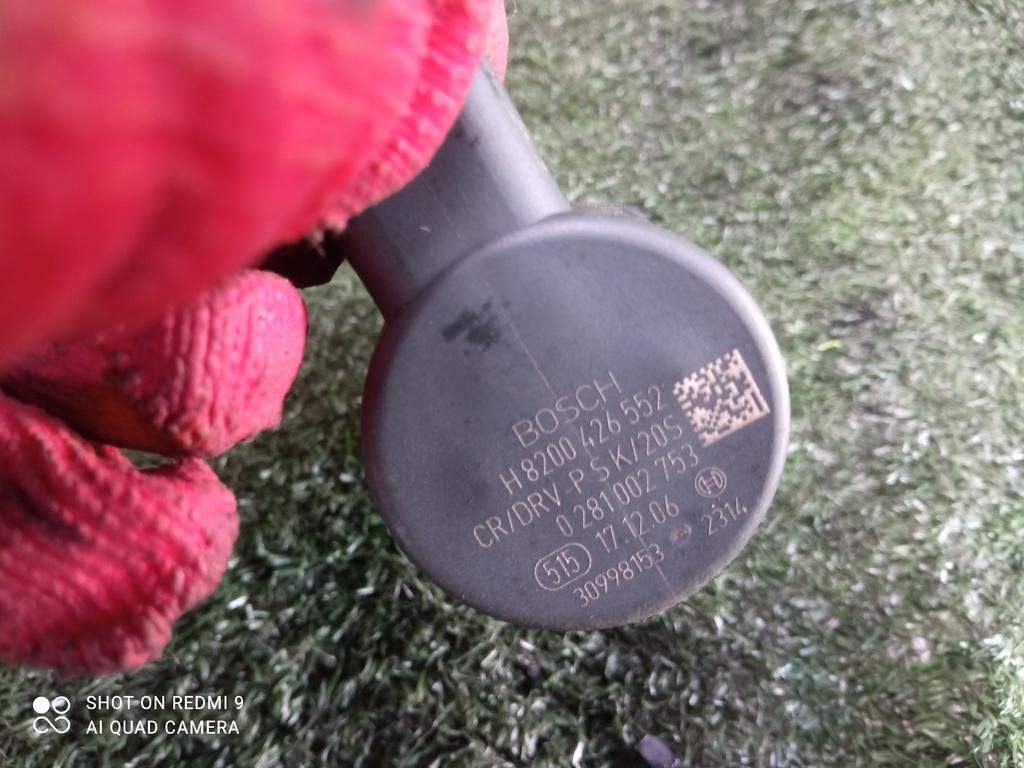 BOSCH
H 8200 426 552
CR/DRV-P S K/20S
0 281 002 753
515 17.12.06
30998153 2314
SHOT ON REDMI 9
AI QUAD CAMERA